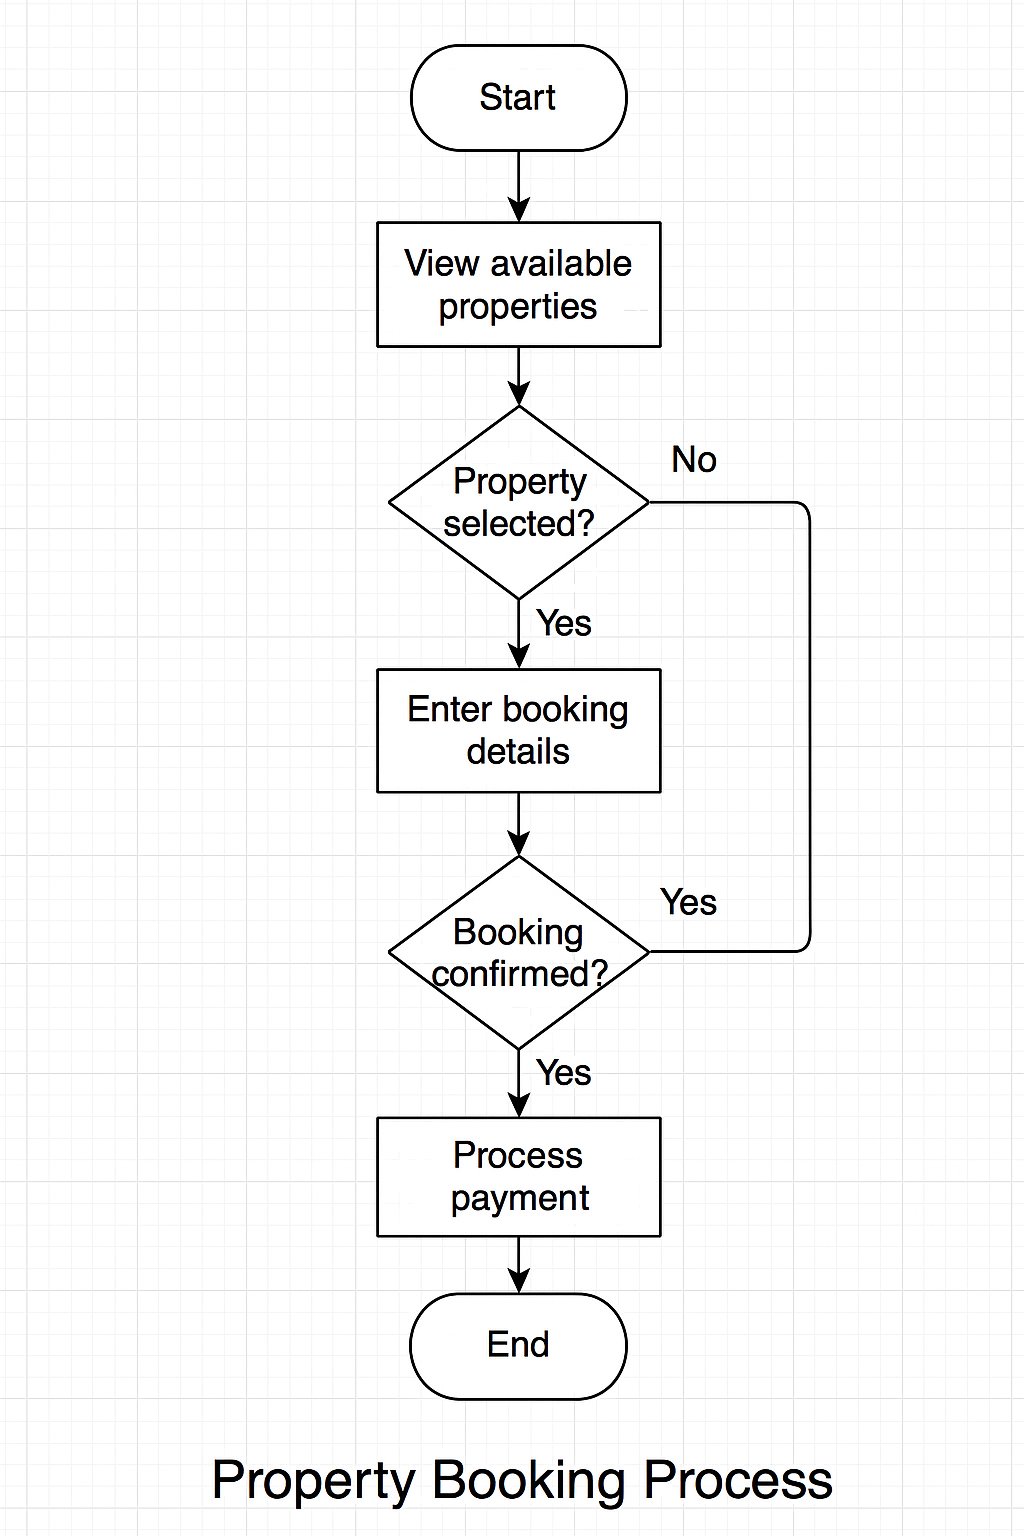 Start
View available
properties
Property
selected?
No
Yes
Enter booking
details
Booking
confirmed?
Yes
Yes
Process
payment
End
Property Booking Process